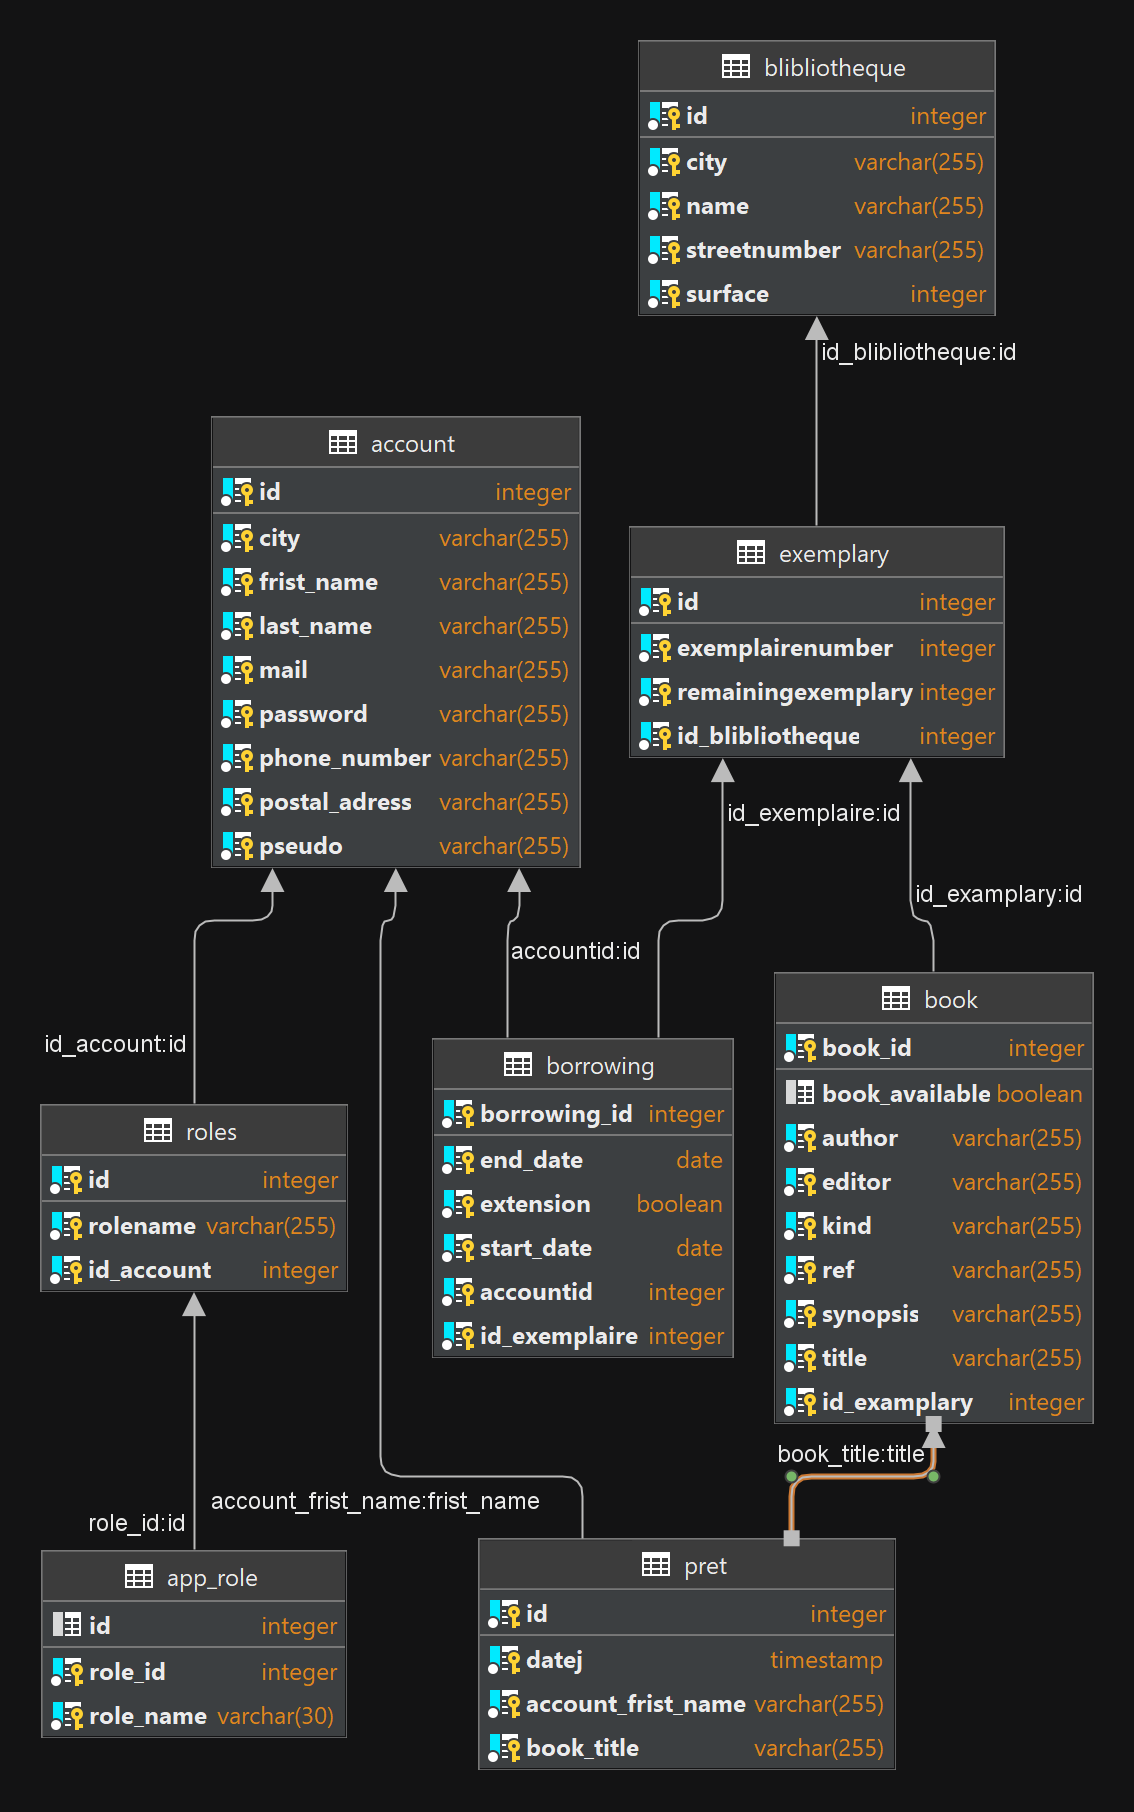 blibliotheque
id integer
city varchar(255)
name varchar(255)
streetnumber varchar(255)
surface integer
id_blibliotheque:id
account
id integer
city varchar(255)
frist_name varchar(255)
last_name varchar(255)
mail varchar(255)
password varchar(255)
phone_number varchar(255)
postal_adress varchar(255)
pseudo varchar(255)
exemplary
id integer
exemplairenumber integer
remainingexemplary integer
id_blibliotheque integer
id_exemplaire:id
id_examplary:id
accountid:id
id_account:id
book
book_id integer
book_available boolean
author varchar(255)
editor varchar(255)
kind varchar(255)
ref varchar(255)
synopsis varchar(255)
title varchar(255)
id_examplary integer
borrowing
borrowing_id integer
end_date date
extension boolean
start_date date
accountid integer
id_exemplaire integer
roles
id integer
rolename varchar(255)
id_account integer
book_title:title
account_frist_name:frist_name
role_id:id
app_role
id integer
role_id integer
role_name varchar(30)
pret
id integer
datej timestamp
account_frist_name varchar(255)
book_title varchar(255)